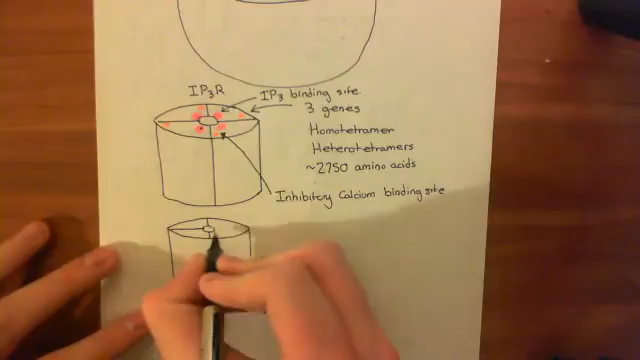 IP3R
IP3 binding site.
3 genes
Homotetramer
Heterotetramers
~2750 amino acids
Inhibitory Calcium binding site